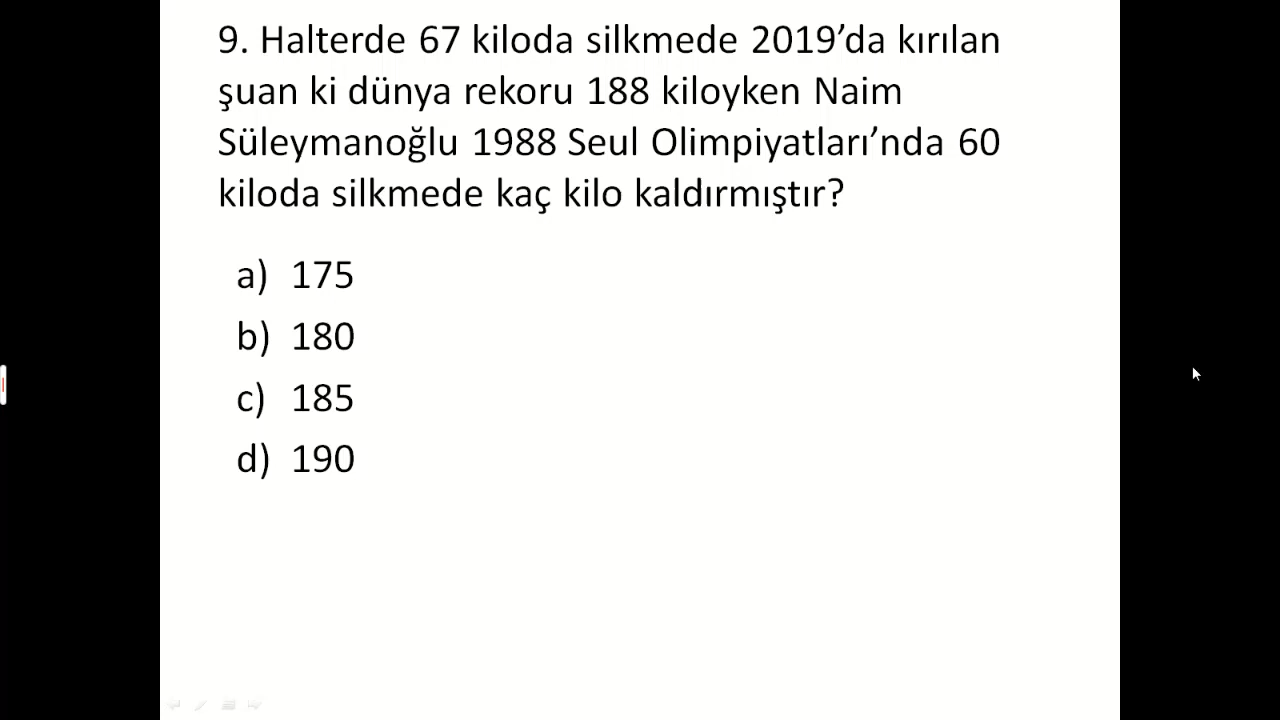 9. Halterde 67 kiloda silkmede 2019’da kırılan
şuan ki dünya rekoru 188 kiloyken Naim
Süleymanoğlu 1988 Seul Olimpiyatları’nda 60
kiloda silkmede kaç kilo kaldırmıştır?
a) 175
b) 180
c) 185
d) 190